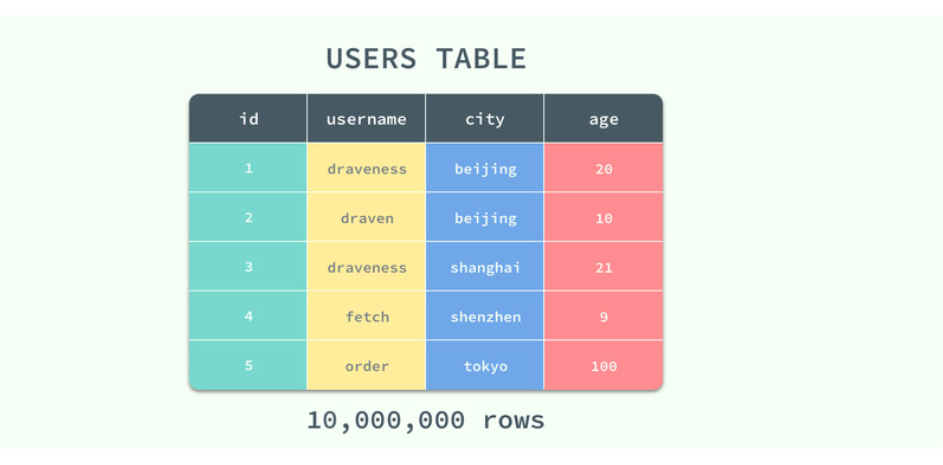 USERS TABLE
id username city age
1 draveness beijing 20
2 draven beijing 10
3 draveness shanghai 21
4 fetch shenzhen 9
5 order tokyo 100
10,000,000 rows